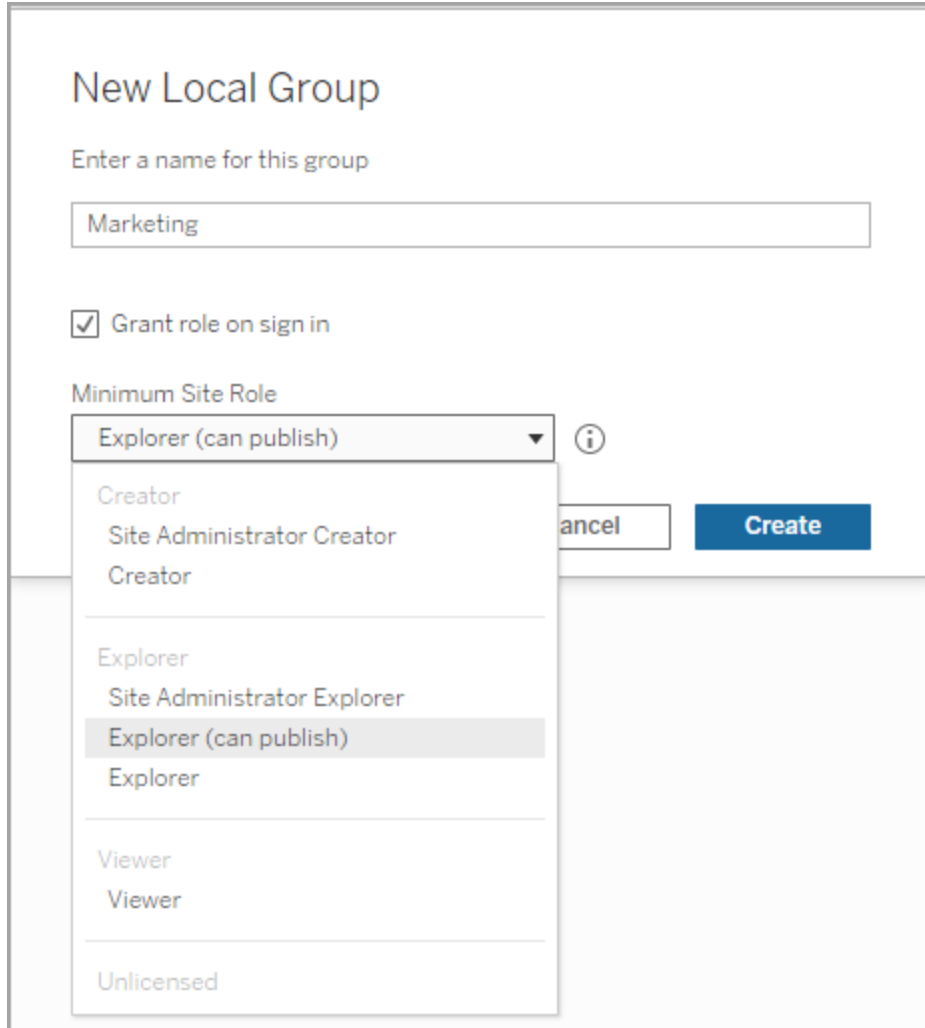 New Local Group
Enter a name for this group
Marketing
Grant role on sign in
Minimum Site Role
Explorer (can publish)
Creator
Site Administrator Creator
Creator
ancel
Create
Explorer
Site Administrator Explorer
Explorer (can publish)
Explorer
Viewer
Viewer
Unlicensed